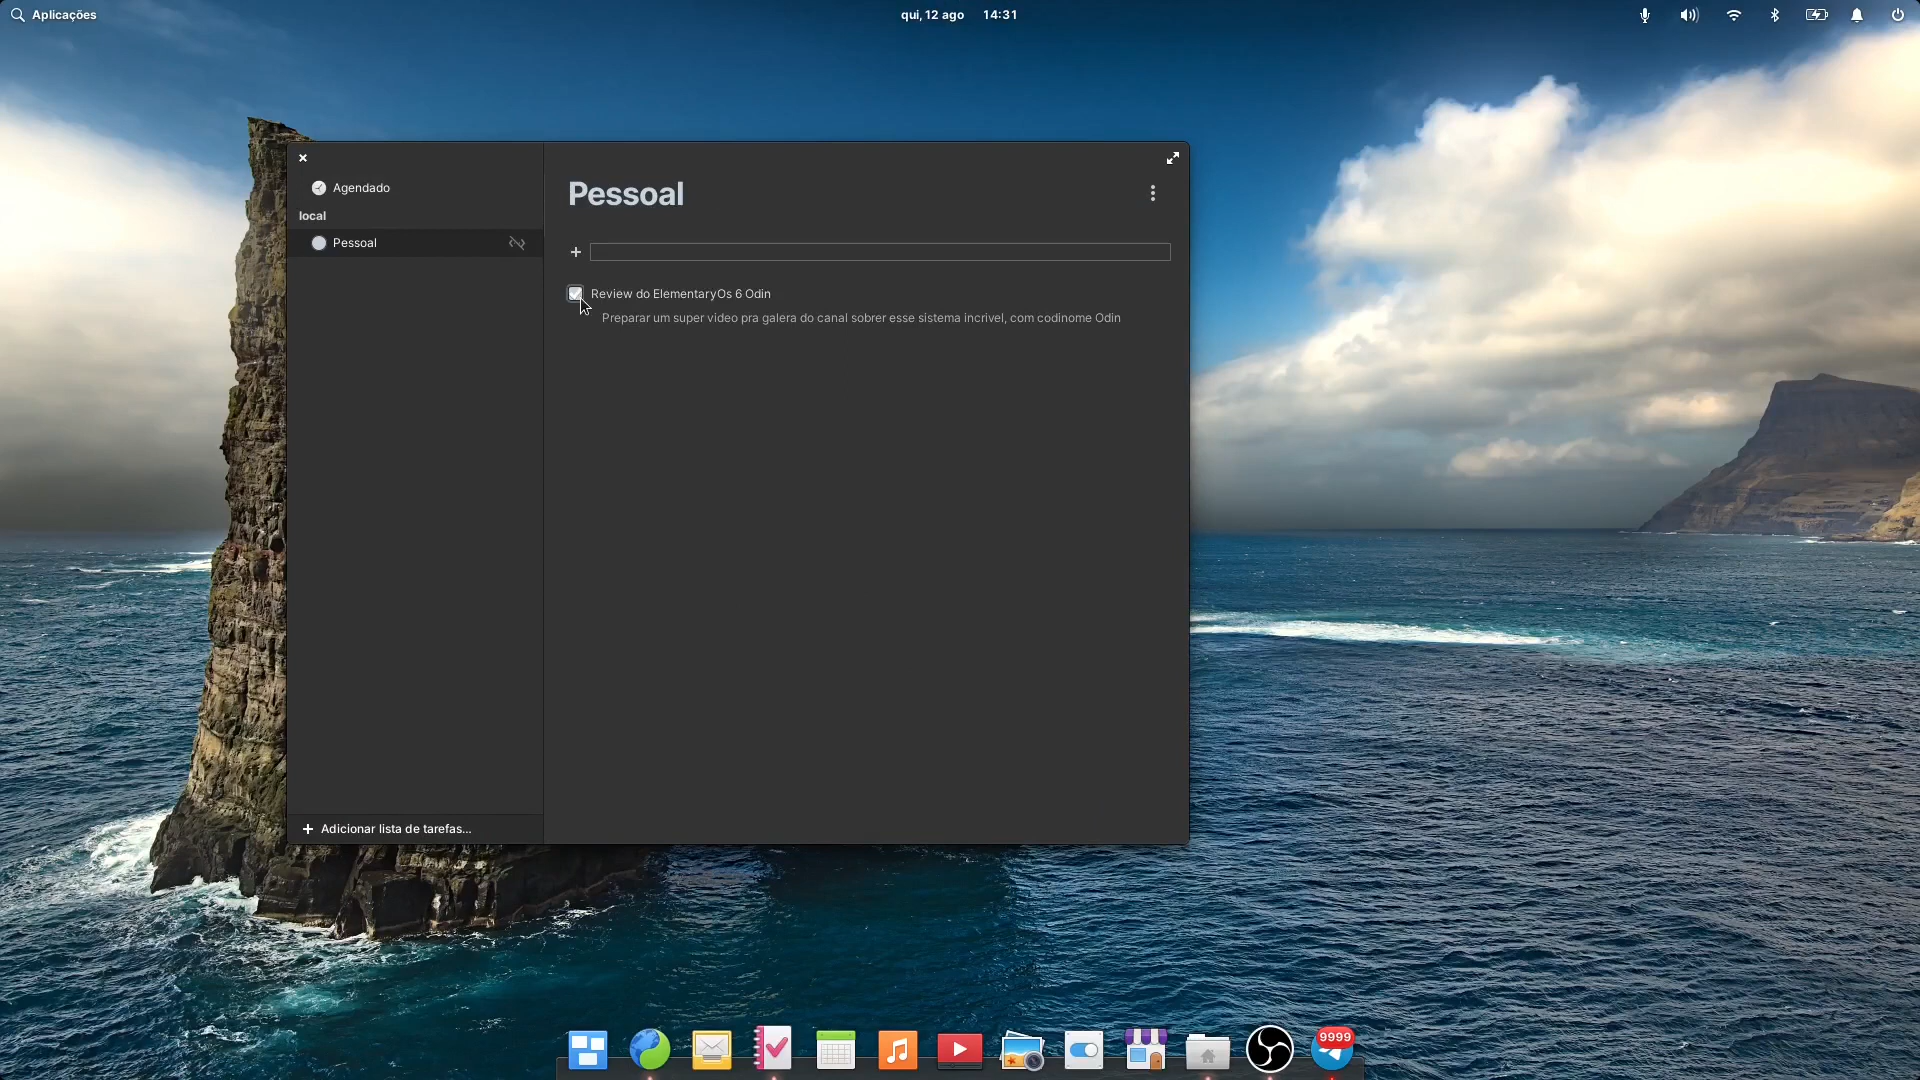 Aplicações
qui, 12 ago 14:31
Agendado
local
Pessoal
Adicionar lista de tarefas...
Pessoal
Review do ElementaryOs 6 Odin
Preparar um super video pra galera do canal sobrer esse sistema incrivel, com codinome Odin
9999